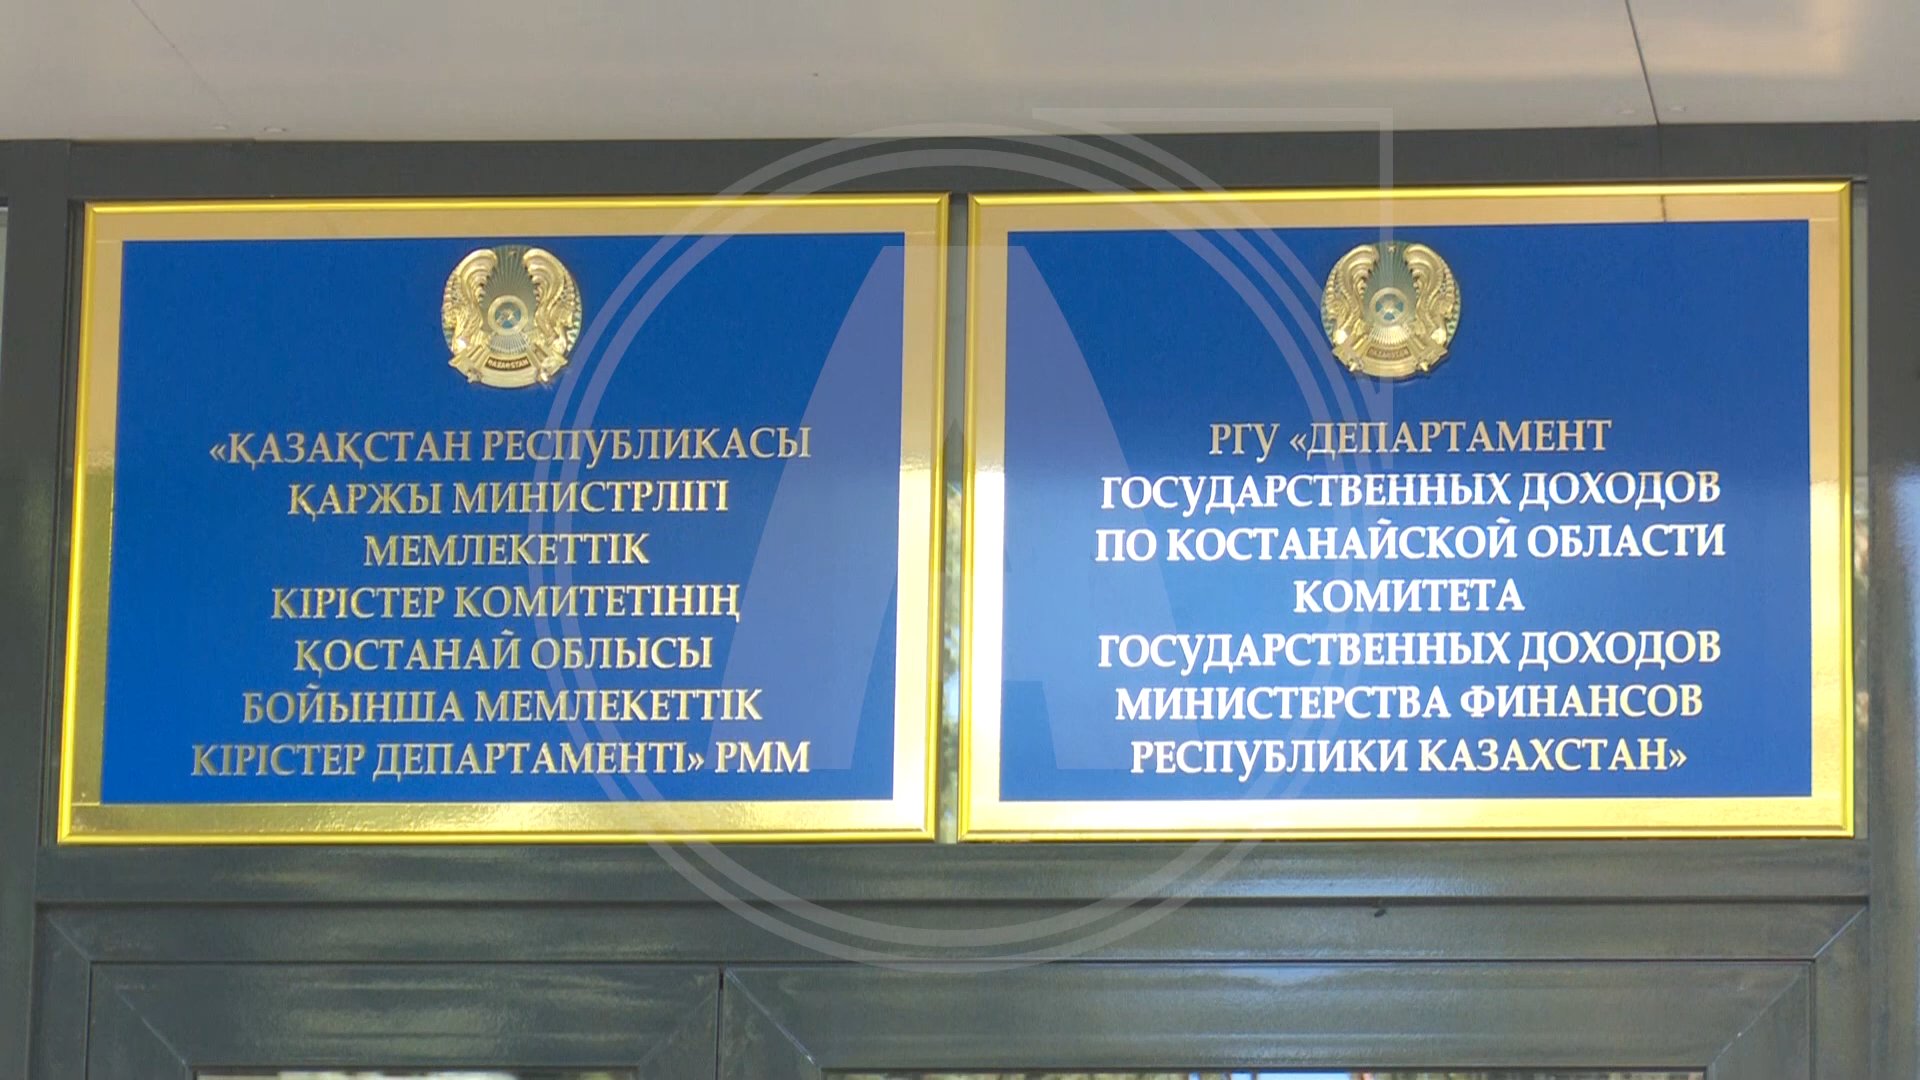 «ҚАЗАҚСТАН РЕСПУБЛИКАСЫ
ҚАРЖЫ МИНИСТРЛІГІ
МЕМЛЕКЕТТІК
КІРІСТЕР КОМИТЕТІНІҢ
ҚОСТАНАЙ ОБЛЫСЫ
БОЙЫНША МЕМЛЕКЕТТІК
КІРІСТЕР ДЕПАРТАМЕНТІ» РММ
РГУ «ДЕПАРТАМЕНТ
ГОСУДАРСТВЕННЫХ ДОХОДОВ
ПО КОСТАНАЙСКОЙ ОБЛАСТИ
КОМИТЕТА
ГОСУДАРСТВЕННЫХ ДОХОДОВ
МИНИСТЕРСТВА ФИНАНСОВ
РЕСПУБЛИКИ КАЗАХСТАН»